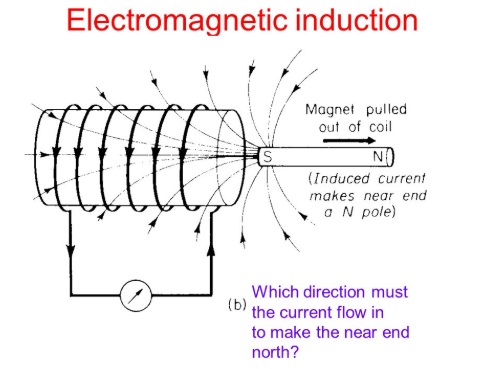 Electromagnetic induction
Magnet pulled
out of coil
S
N
(Induced current
makes near end
a N pole)
(b)
Which direction must
the current flow in
to make the near end
north?